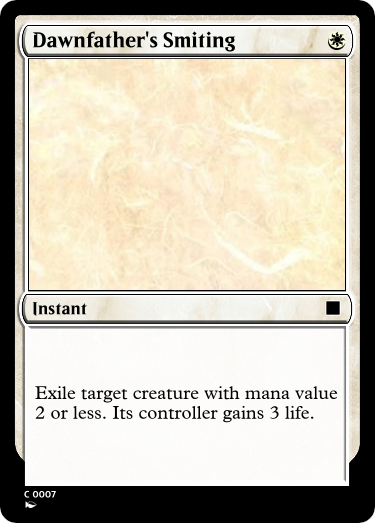 Dawnfather's Smiting
Instant
Exile target creature with mana value
2 or less. Its controller gains 3 life.
C 0007